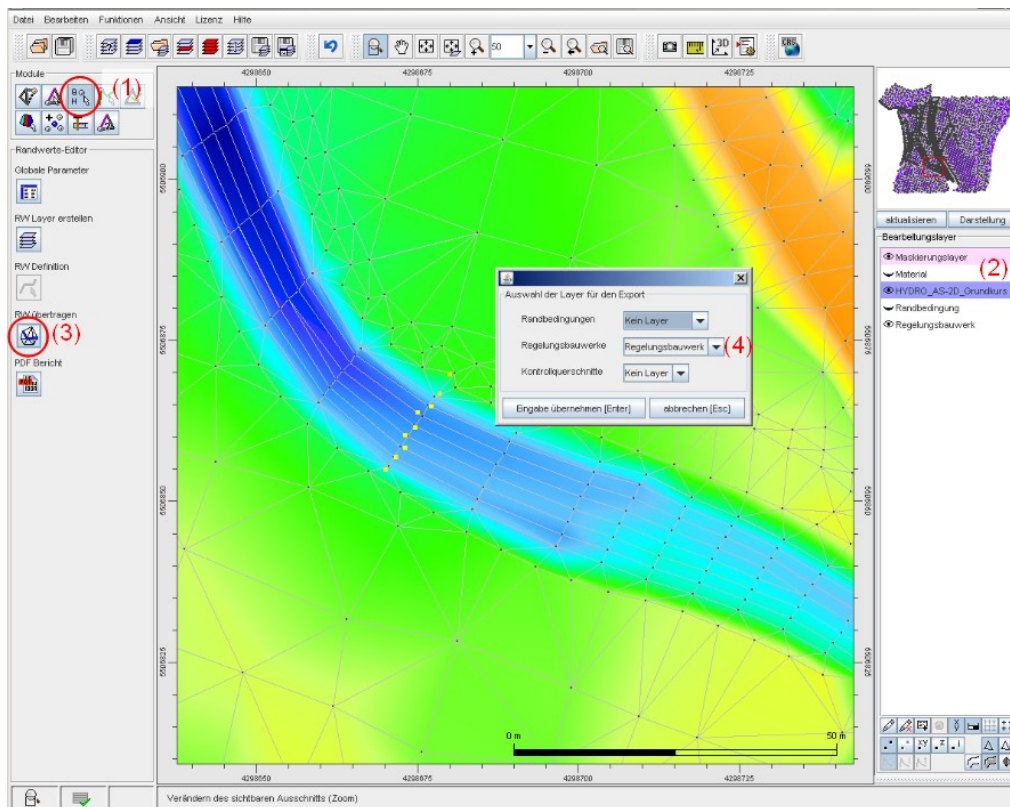 Datei Bearbeiten Funktionen Ansicht Lizenz Hilfe
50
3D
CRS
Module
(1)
Randwerte-Editor
Globale Parameter
RW Layer erstellen
RW Definition
RW übertragen
(3)
PDF Bericht
4298650 4298675 4298700 4298725
Auswahl der Layer für den Export
Randbedingungen Kein Layer
Regelungsbauwerke Regelungsbauwerk (4)
Kontrollquerschnitte Kein Layer
Eingabe übernehmen [Enter] abbrechen [Esc]
0 m 50 m
4298650 4298675 4298700 4298725
aktualisieren Darstellung
Bearbeitungslayer
Maskierungslayer
(2)
Material
HYDRO_AS-2D_Grundkurs
Randbedingung
Regelungsbauwerk
Verändern des sichtbaren Ausschnitts (Zoom)